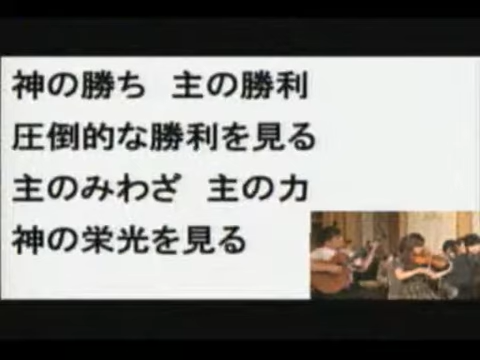 神の勝ち　主の勝利
圧倒的な勝利を見る
主のみわざ　主の力
神の栄光を見る